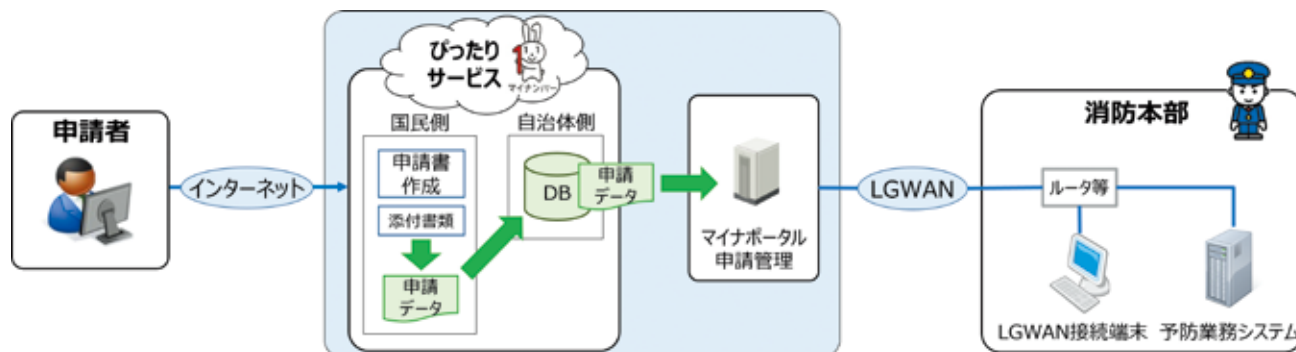 申請者
インターネット
ぴったり
サービス
1
マイナンバー
国民側
申請書
作成
添付書類
申請
データ
自治体側
DB
申請
データ
マイナポータル
申請管理
LGWAN
消防本部
ルータ等
LGWAN接続端末
予防業務システム